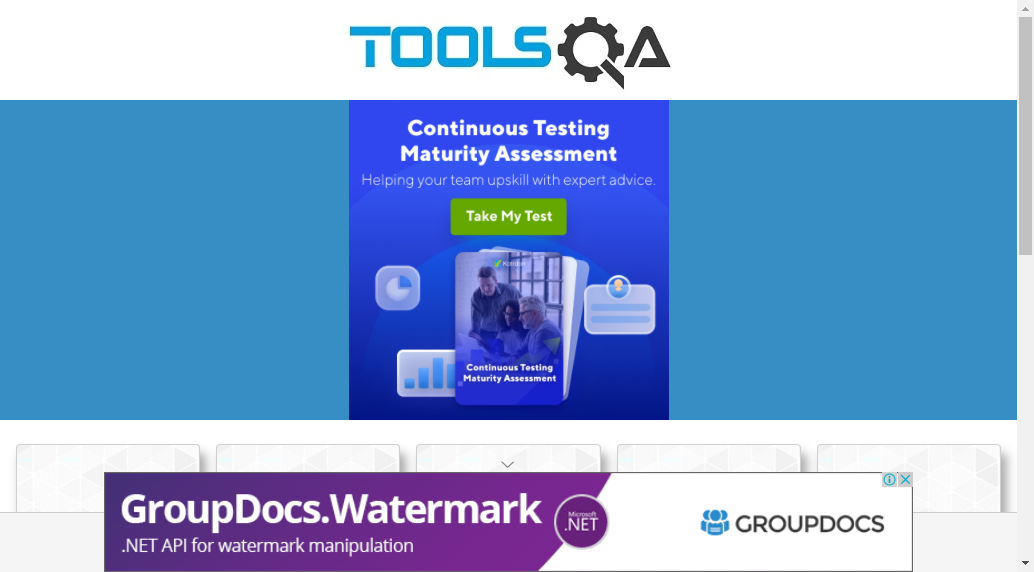 TOOLSQA
Continuous Testing
Maturity Assessment
Helping your team upskill with expert advice.
Take My Test
Katalon
Continuous Testing
Maturity Assessment
GroupDocs.Watermark
.NET API for watermark manipulation
Microsoft
.NET
GROUPDOCS